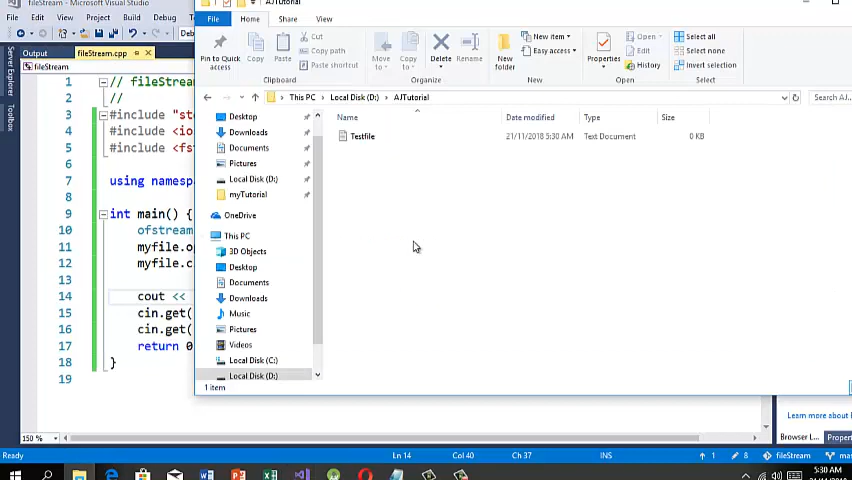 fileStream - Microsoft Visual Studio
File Edit View Project Build Debug
Output fileStream.cpp
fileStream
Server Explorer
Toolbox
1 // fileStream
2 //
3 #include "st
4 #include <io
5 #include <fs
6
7 using namesp
8
9 int main() {
10 ofstream
11 myfile.o
12 myfile.c
13
14 cout <<
15 cin.get(
16 cin.get(
17 return 0
18 }
19
150 %
AJTutorial
File Home Share View
Pin to Quick access
Copy
Paste
Cut
Copy path
Paste shortcut
Clipboard
Move to
Copy to
Delete
Rename
Organize
New folder
New item
Easy access
New
Properties
Open
Edit
History
Open
Select all
Select none
Invert selection
Select
This PC > Local Disk (D:) > AJTutorial
Search AJ...
Desktop
Downloads
Documents
Pictures
Local Disk (D:)
myTutorial
OneDrive
This PC
3D Objects
Desktop
Documents
Downloads
Music
Pictures
Videos
Local Disk (C:)
Local Disk (D:)
Name Date modified Type Size
Testfile 21/11/2018 5:30 AM Text Document 0 KB
1 item
Learn more about
Browser L... Propert
Ready Ln 14 Col 40 Ch 37 INS 1 8 fileStream
5:30 AM